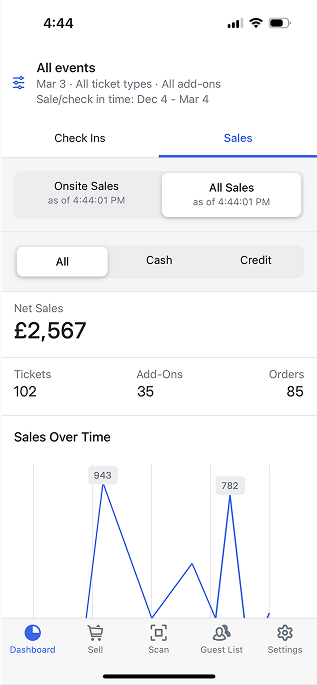 4:44
All events
Mar 3 · All ticket types · All add-ons
Sale/check in time: Dec 4 - Mar 4
Check Ins
Sales
Onsite Sales
as of 4:44:01 PM
All Sales
as of 4:44:01 PM
All
Cash
Credit
Net Sales
£2,567
Tickets
Add-Ons
Orders
102
35
85
Sales Over Time
943
782
Dashboard
Sell
Scan
Guest List
Settings